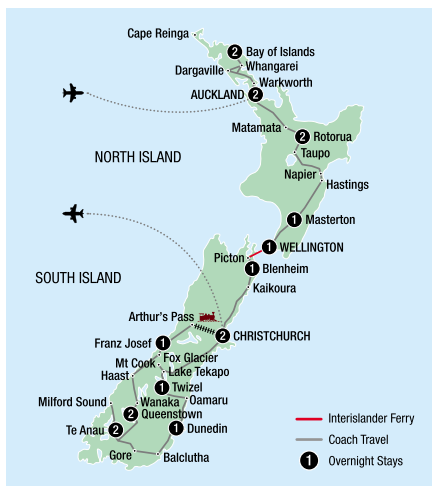 Cape Reinga
2 Bay of Islands
Whangarei
Dargaville
Warkworth
AUCKLAND 2
Matamata
2 Rotorua
Taupo
NORTH ISLAND
Napier
Hastings
1 Masterton
1 WELLINGTON
Picton
1 Blenheim
SOUTH ISLAND
Kaikoura
Arthur's Pass
2 CHRISTCHURCH
Franz Josef 1
Fox Glacier
Mt Cook
Lake Tekapo
Haast
1 Twizel
Oamaru
Milford Sound
Wanaka
2 Queenstown
Te Anau 2
1 Dunedin
Gore
Balclutha
Interislander Ferry
Coach Travel
1 Overnight Stays